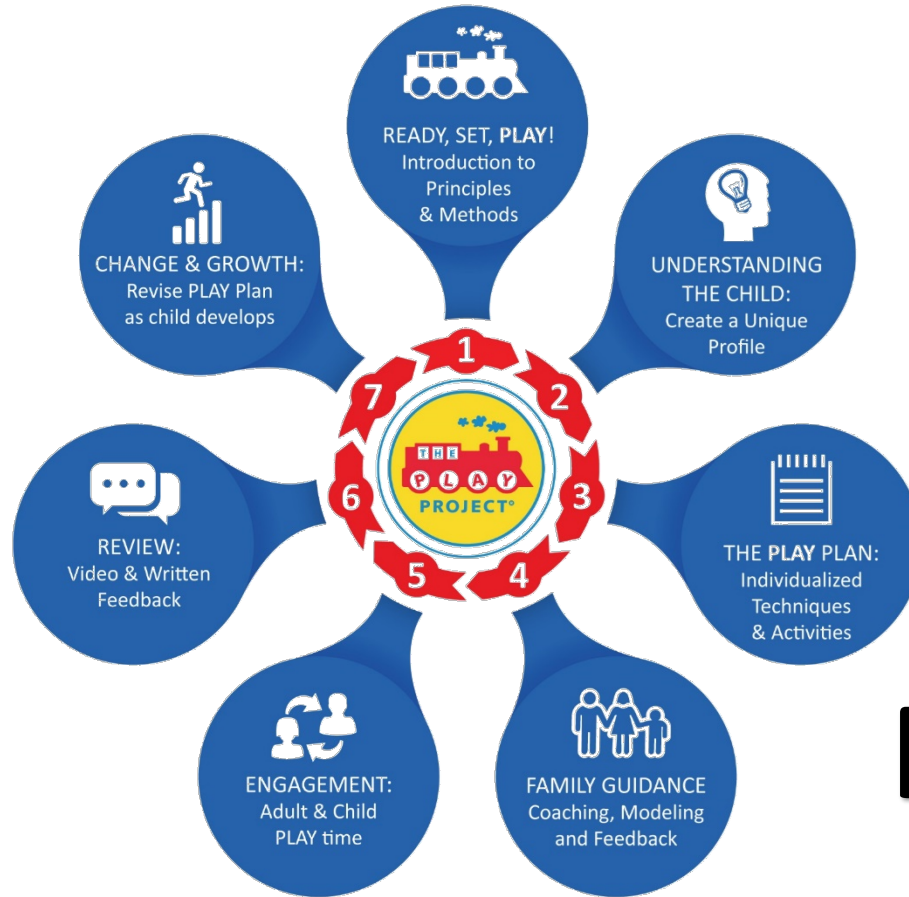 READY, SET, PLAY!
Introduction to
Principles
& Methods
UNDERSTANDING
THE CHILD:
Create a Unique
Profile
THE PLAY PLAN:
Individualized
Techniques
& Activities
FAMILY GUIDANCE
Coaching, Modeling
and Feedback
ENGAGEMENT:
Adult & Child
PLAY time
REVIEW:
Video & Written
Feedback
CHANGE & GROWTH:
Revise PLAY Plan
as child develops
1
2
3
4
5
6
7
THE
PLAY
PROJECT®